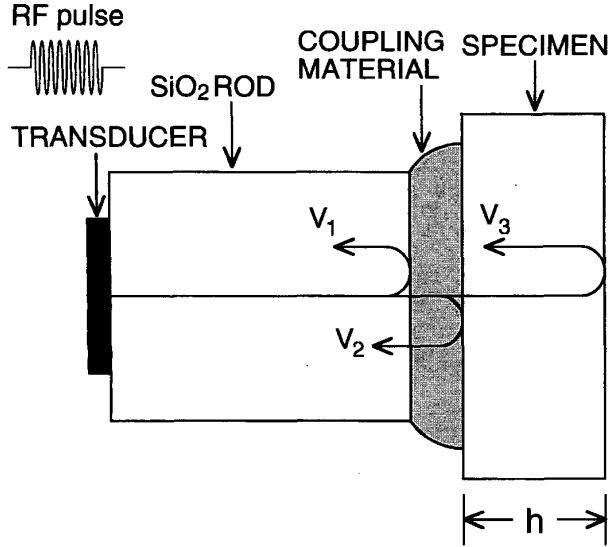 RF pulse
COUPLING
MATERIAL
SPECIMEN
SiO₂ ROD
TRANSDUCER
V₁
V₃
V₂
h